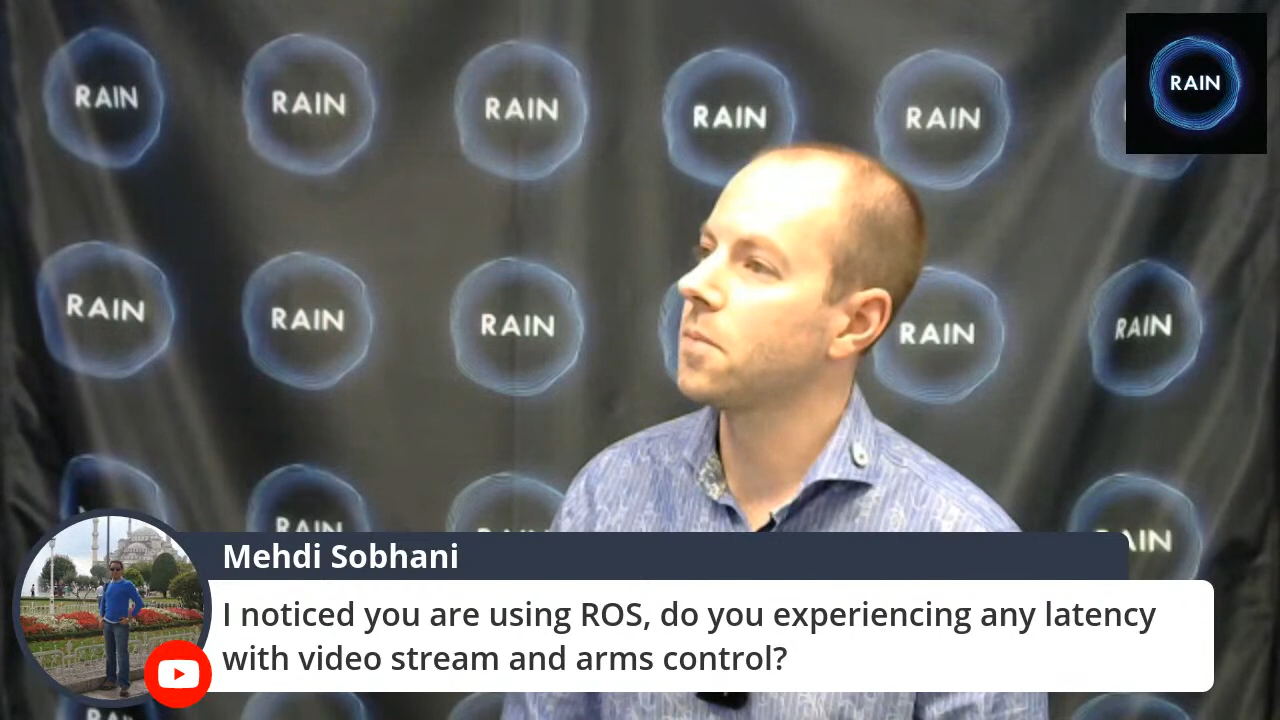 RAIN RAIN RAIN RAIN RAIN RAIN
RAIN RAIN RAIN RAIN RAIN
RAIN
Mehdi Sobhani
I noticed you are using ROS, do you experiencing any latency
with video stream and arms control?